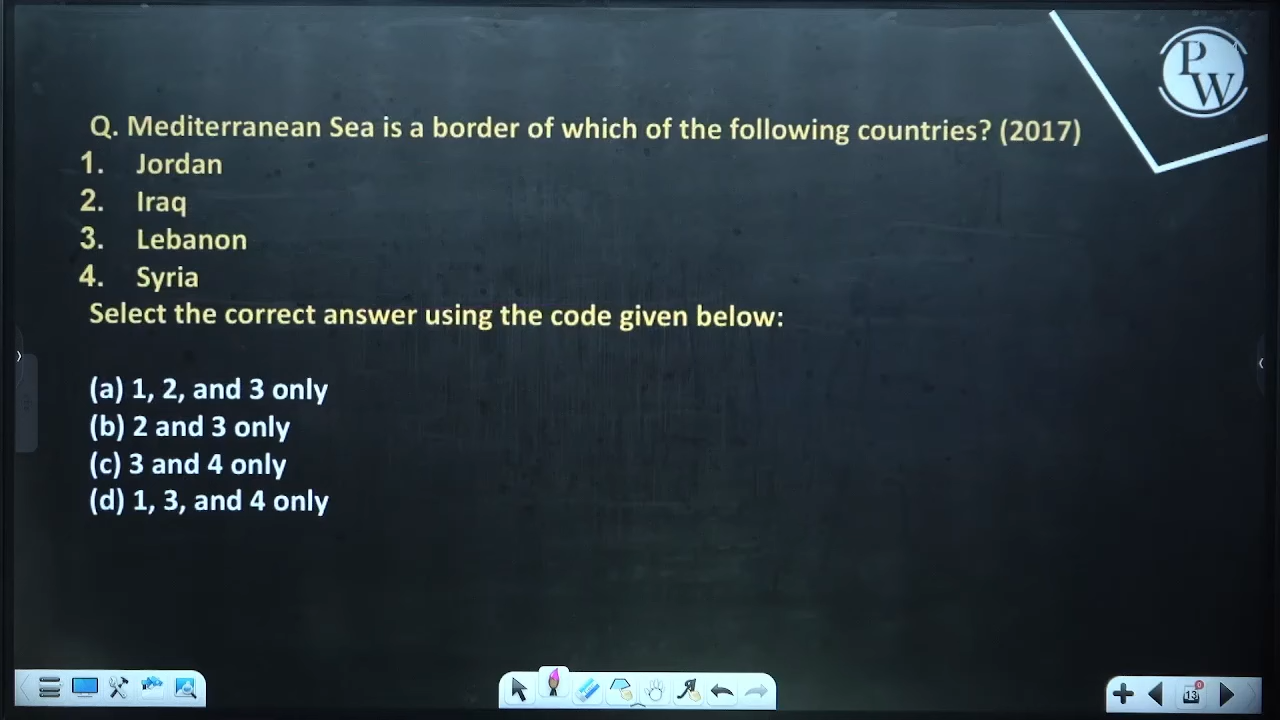 P
W
Q. Mediterranean Sea is a border of which of the following countries? (2017)
1. Jordan
2. Iraq
3. Lebanon
4. Syria
Select the correct answer using the code given below:
(a) 1, 2, and 3 only
(b) 2 and 3 only
(c) 3 and 4 only
(d) 1, 3, and 4 only
13